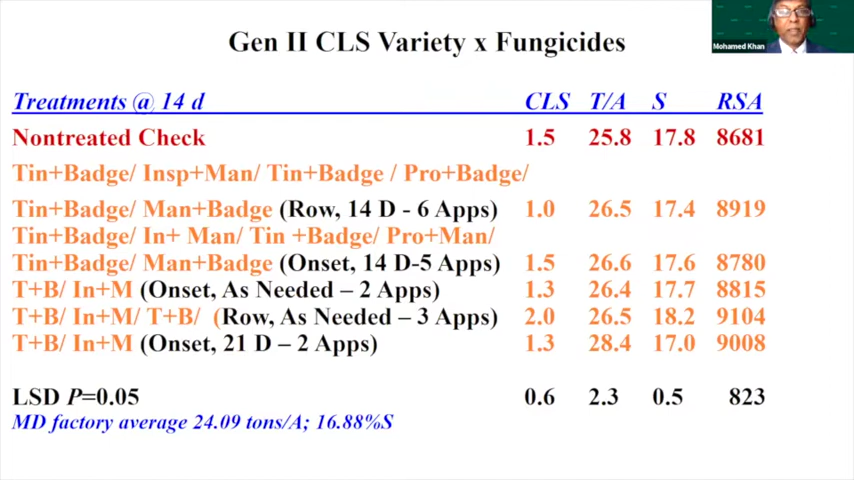 Mohamed Khan
Gen II CLS Variety x Fungicides
Treatments @ 14 d CLS T/A S RSA
Nontreated Check 1.5 25.8 17.8 8681
Tin+Badge/ Insp+Man/ Tin+Badge / Pro+Badge/
Tin+Badge/ Man+Badge (Row, 14 D - 6 Apps) 1.0 26.5 17.4 8919
Tin+Badge/ In+ Man/ Tin +Badge/ Pro+Man/
Tin+Badge/ Man+Badge (Onset, 14 D-5 Apps) 1.5 26.6 17.6 8780
T+B/ In+M (Onset, As Needed – 2 Apps) 1.3 26.4 17.7 8815
T+B/ In+M/ T+B/ (Row, As Needed – 3 Apps) 2.0 26.5 18.2 9104
T+B/ In+M (Onset, 21 D – 2 Apps) 1.3 28.4 17.0 9008
LSD P=0.05 0.6 2.3 0.5 823
MD factory average 24.09 tons/A; 16.88%S